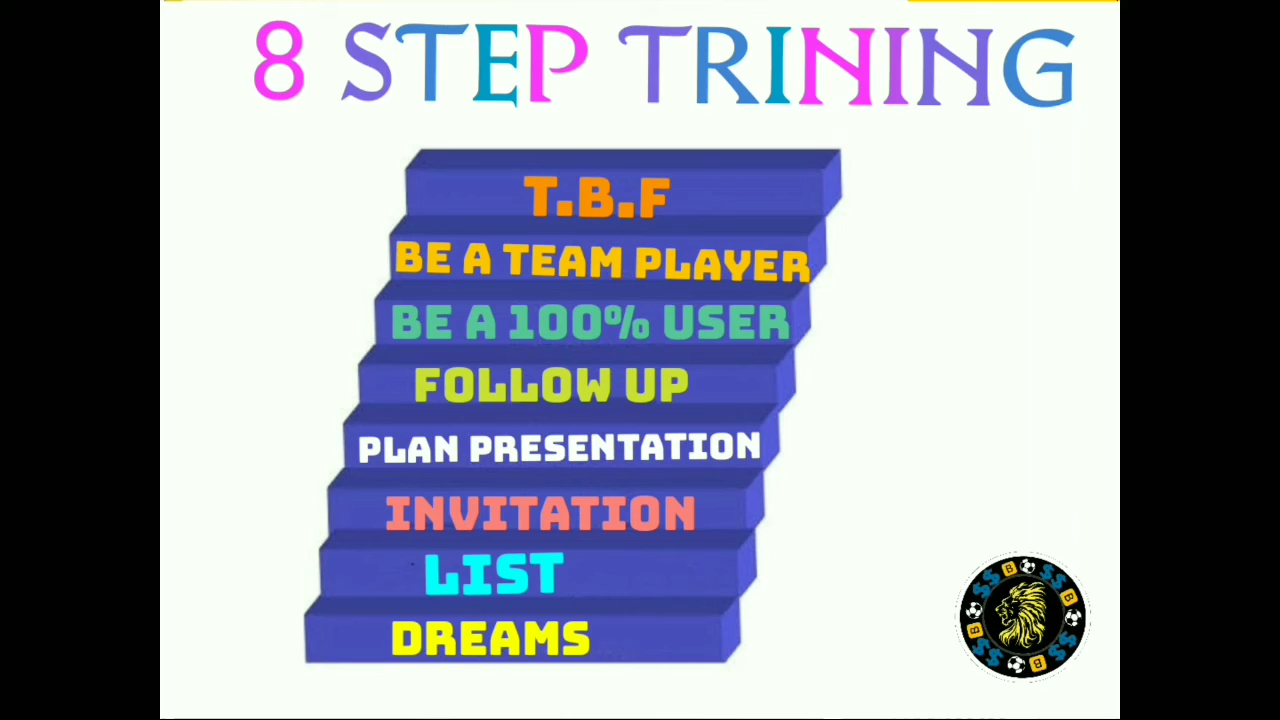 8 STEP TRINING
T.B.F
BE A TEAM PLAYER
BE A 100% USER
FOLLOW UP
PLAN PRESENTATION
INVITATION
LIST
DREAMS